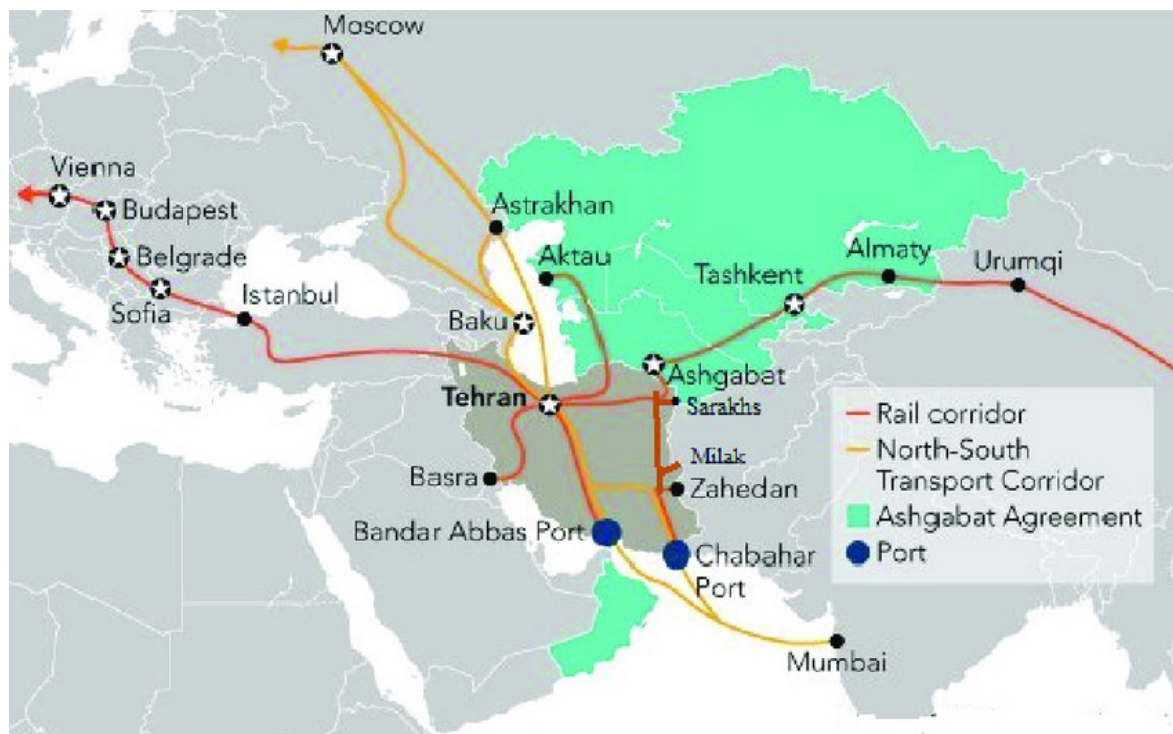 Moscow
Vienna
Budapest
Astrakhan
Belgrade
Aktau
Almaty
Urumqi
Tashkent
Sofia
Istanbul
Baku
Ashgabat
Tehran
Sarakhs
Milak
Basra
Zahedan
Bandar Abbas Port
Chabahar
Port
Mumbai
Rail corridor
North-South
Transport Corridor
Ashgabat Agreement
Port